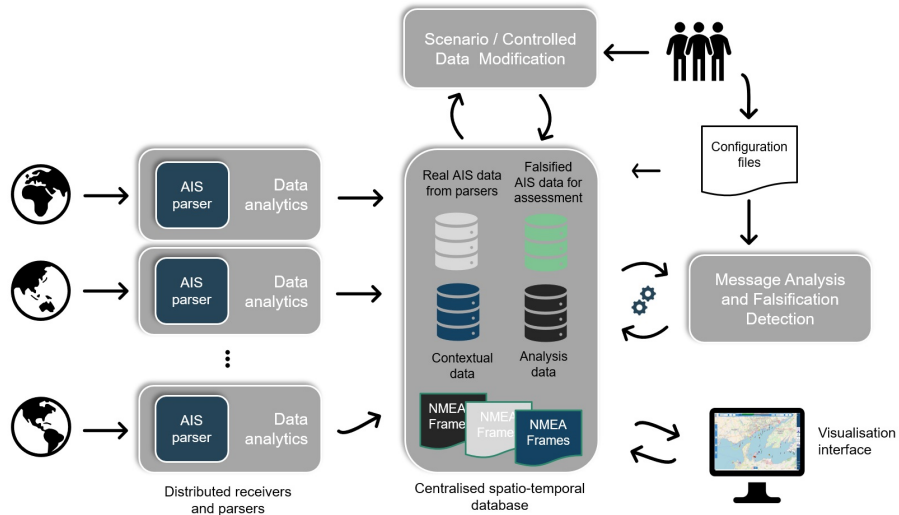 Scenario / Controlled
Data Modification
Configuration
files
AIS
parser
Data
analytics
Real AIS data
from parsers
Falsified
AIS data for
assessment
AIS
parser
Data
analytics
Message Analysis
and Falsification
Detection
Contextual
data
Analysis
data
AIS
parser
Data
analytics
NMEA
Frames
NMEA
Frames
NMEA
Frames
Visualisation
interface
Distributed receivers
and parsers
Centralised spatio-temporal
database